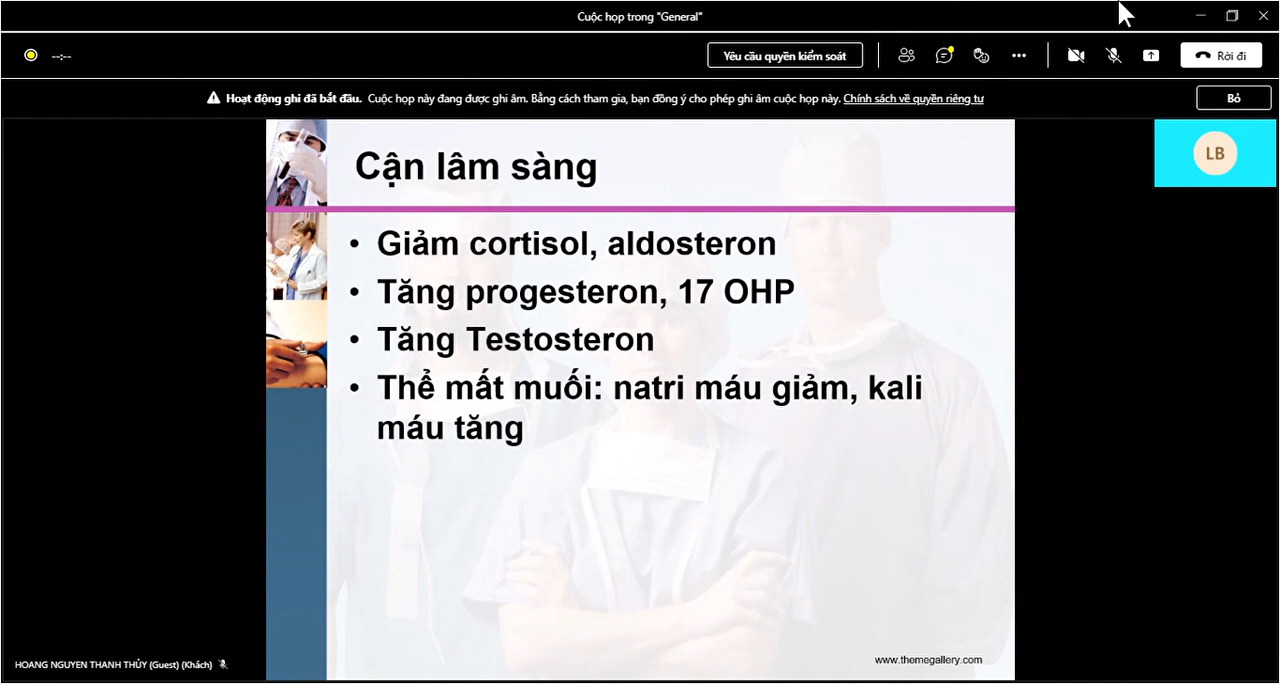 Cuộc họp trong "General"
--:--
Yêu cầu quyền kiểm soát
Rời đi
Hoạt động ghi đã bắt đầu. Cuộc họp này đang được ghi âm. Bằng cách tham gia, bạn đồng ý cho phép ghi âm cuộc họp này. Chính sách về quyền riêng tư
Bỏ
LB
Cận lâm sàng
• Giảm cortisol, aldosteron
• Tăng progesteron, 17 OHP
• Tăng Testosteron
• Thể mất muối: natri máu giảm, kali
máu tăng
www.themegallery.com
HOANG NGUYEN THANH THỦY (Guest) (Khách)